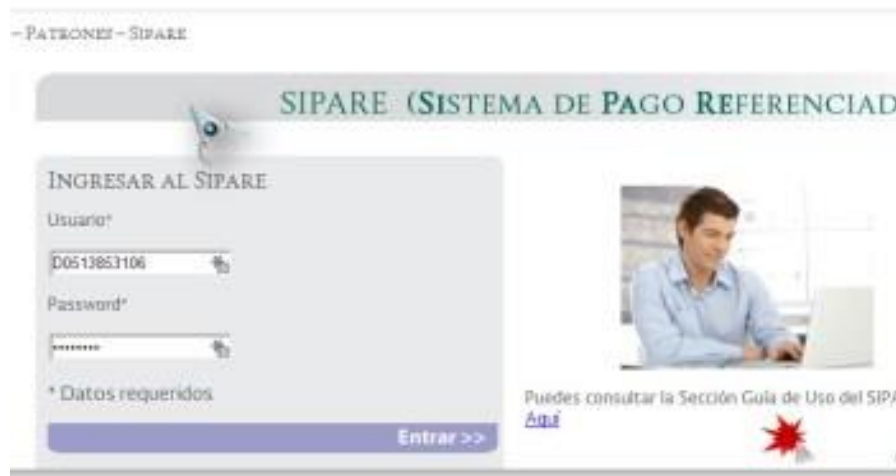 – Patrones – Sipare
SIPARE (Sistema de Pago Referenciad
Ingresar al Sipare
Usuario*
D0513853106
Password*
* Datos requeridos
Entrar >>
Puedes consultar la Sección Guía de Uso del SIPA
Aquí